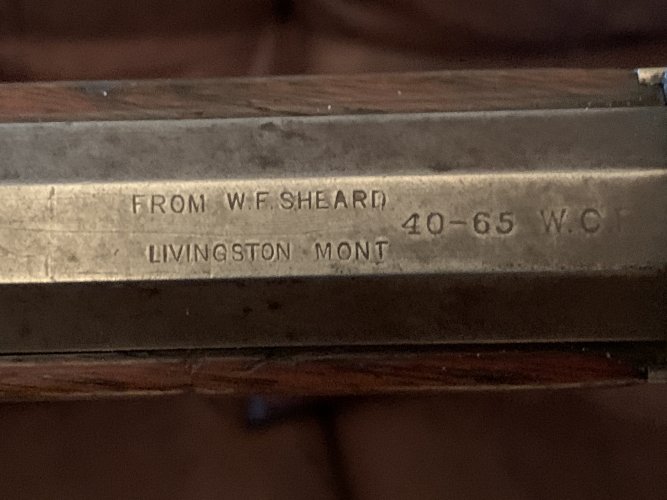 FROM W.F. SHEARD
LIVINGSTON MONT
40-65 W.C.F